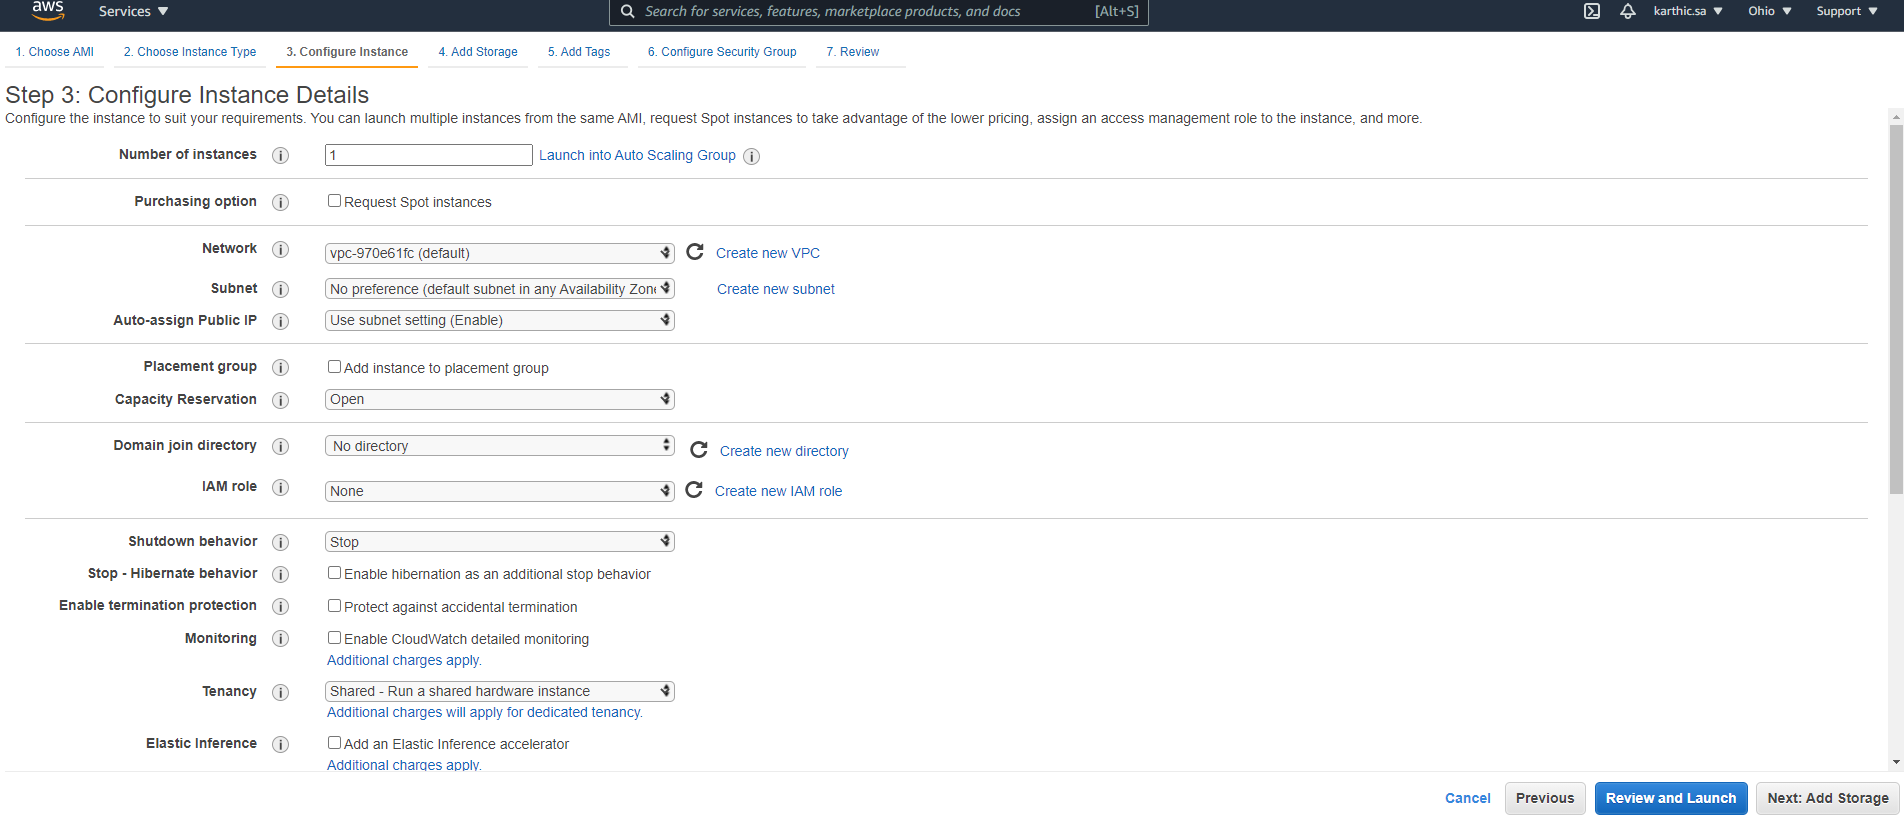 aws
Services
Search for services, features, marketplace products, and docs
[Alt+S]
karthic.sa
Ohio
Support
1. Choose AMI
2. Choose Instance Type
3. Configure Instance
4. Add Storage
5. Add Tags
6. Configure Security Group
7. Review
Step 3: Configure Instance Details
Configure the instance to suit your requirements. You can launch multiple instances from the same AMI, request Spot instances to take advantage of the lower pricing, assign an access management role to the instance, and more.
Number of instances
1
Launch into Auto Scaling Group
Purchasing option
Request Spot instances
Network
vpc-970e61fc (default)
Create new VPC
Subnet
No preference (default subnet in any Availability Zone
Create new subnet
Auto-assign Public IP
Use subnet setting (Enable)
Placement group
Add instance to placement group
Capacity Reservation
Open
Domain join directory
No directory
Create new directory
IAM role
None
Create new IAM role
Shutdown behavior
Stop
Stop - Hibernate behavior
Enable hibernation as an additional stop behavior
Enable termination protection
Protect against accidental termination
Monitoring
Enable CloudWatch detailed monitoring
Additional charges apply.
Tenancy
Shared - Run a shared hardware instance
Additional charges will apply for dedicated tenancy.
Elastic Inference
Add an Elastic Inference accelerator
Additional charges apply.
Cancel
Previous
Review and Launch
Next: Add Storage